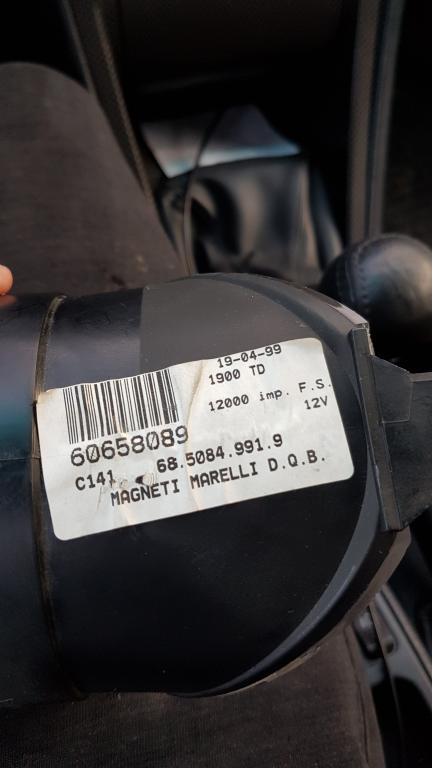 19-04-99
1900 TD
12000 imp. F.S.
12V
60658089
C141 68.5084.991.9
MAGNETI MARELLI D.Q.B.